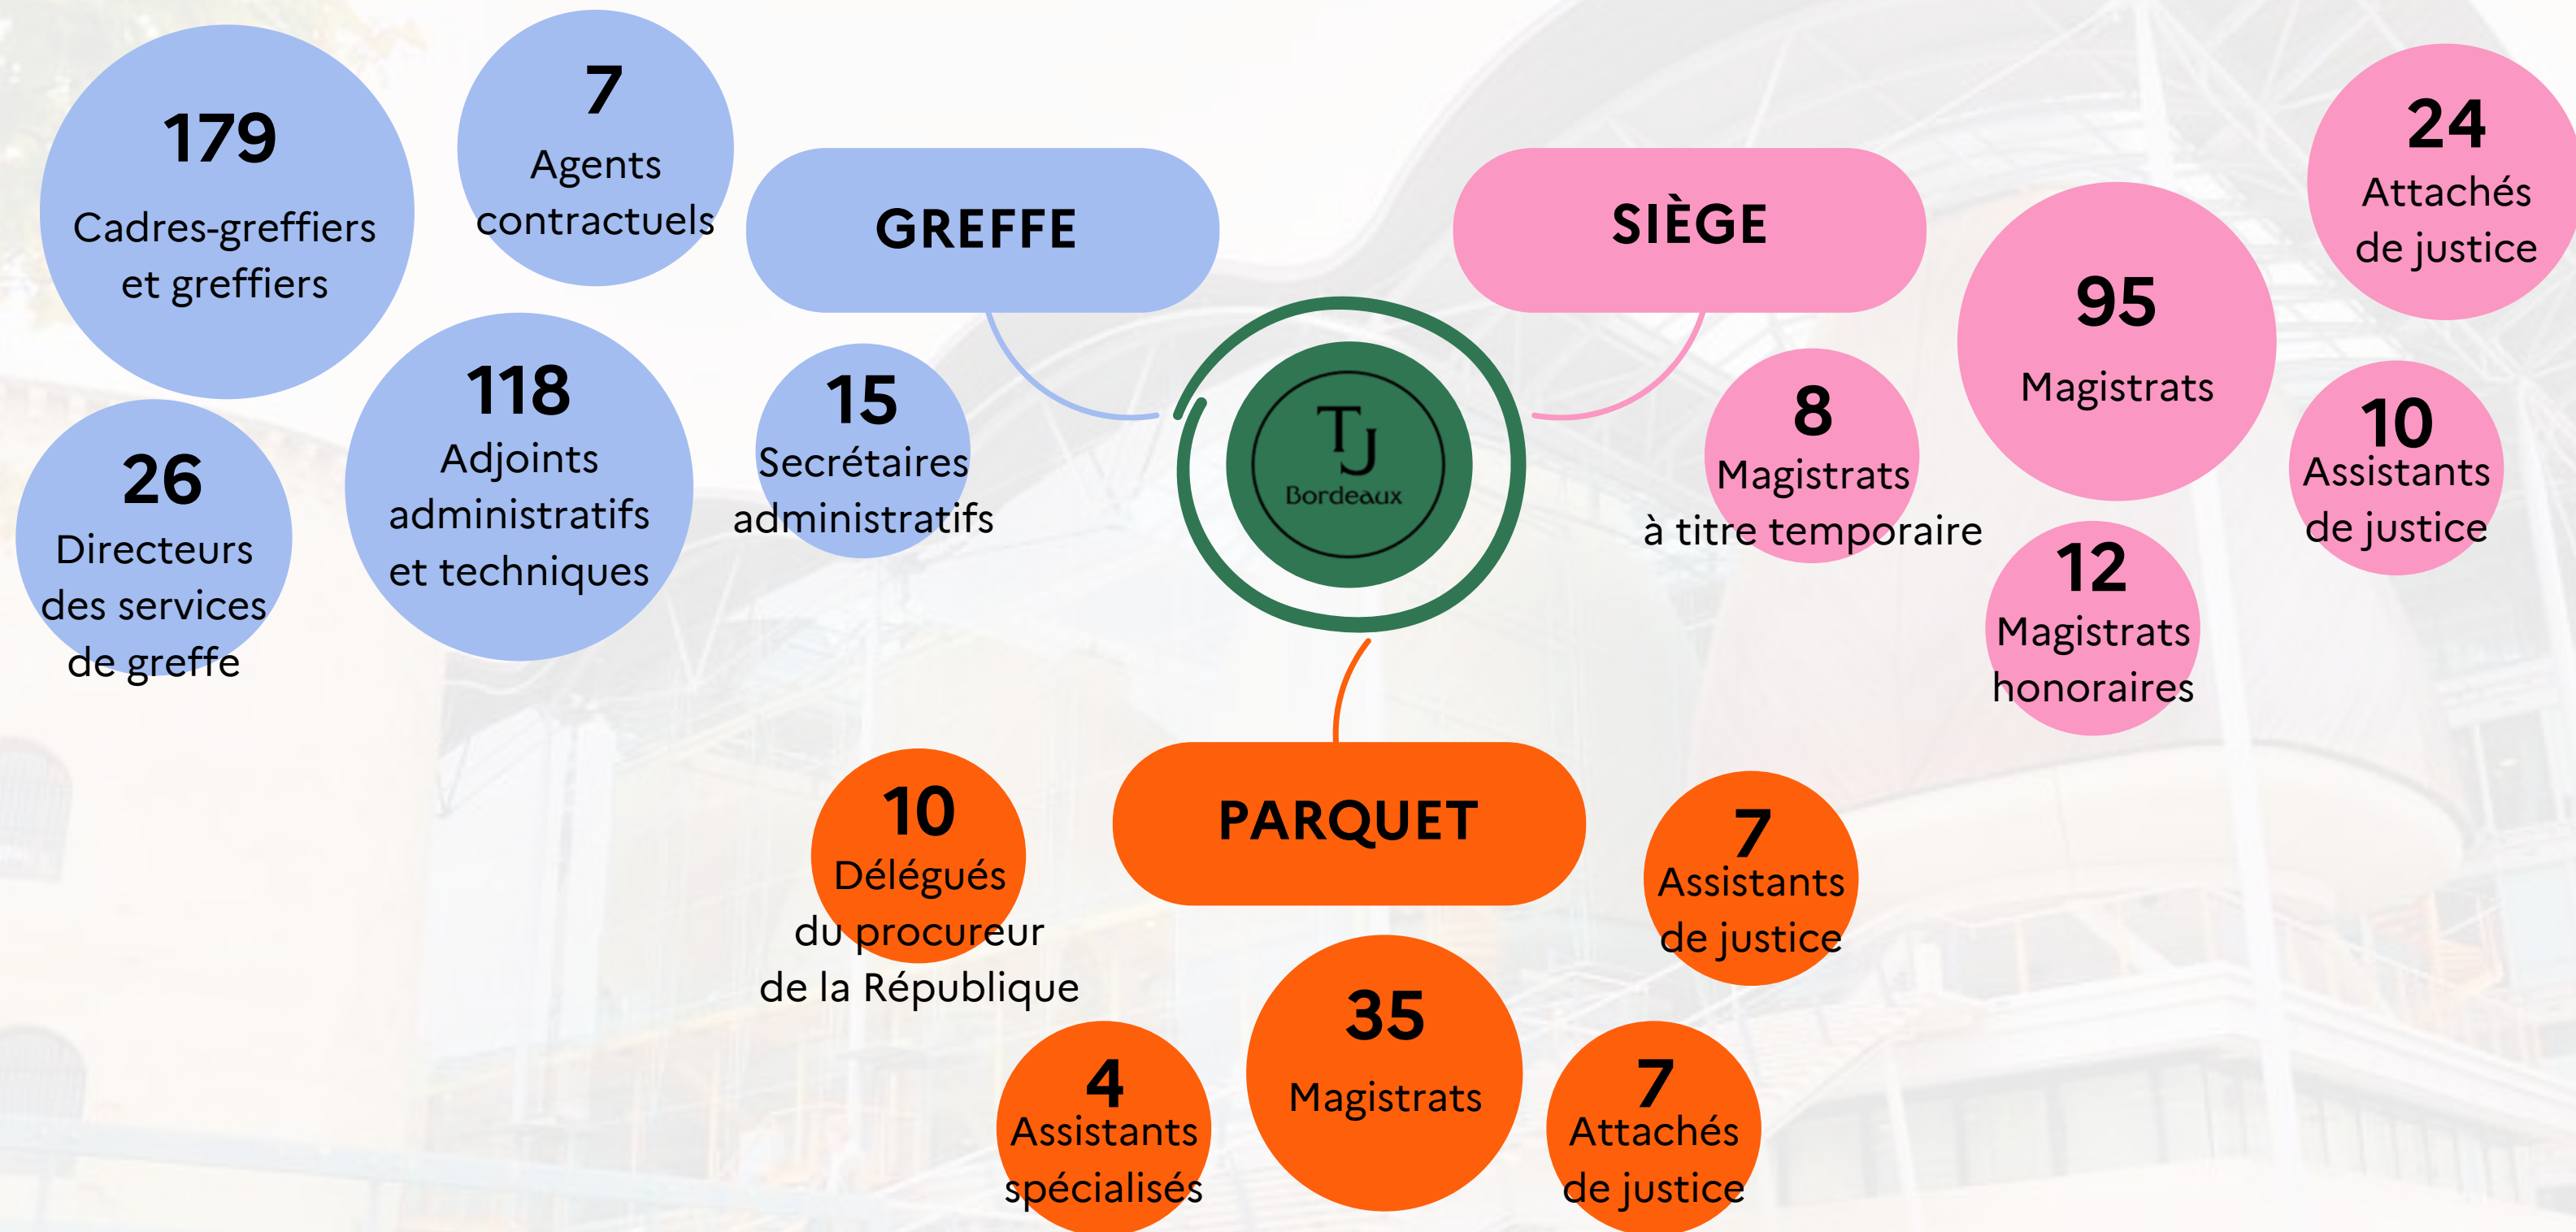 GREFFE
179
Cadres-greffiers
et greffiers
7
Agents
contractuels
26
Directeurs
des services
de greffe
118
Adjoints
administratifs
et techniques
15
Secrétaires
administratifs
TJ
Bordeaux
SIÈGE
8
Magistrats
à titre temporaire
95
Magistrats
24
Attachés
de justice
10
Assistants
de justice
12
Magistrats
honoraires
PARQUET
10
Délégués
du procureur
de la République
4
Assistants
spécialisés
35
Magistrats
7
Attachés
de justice
7
Assistants
de justice